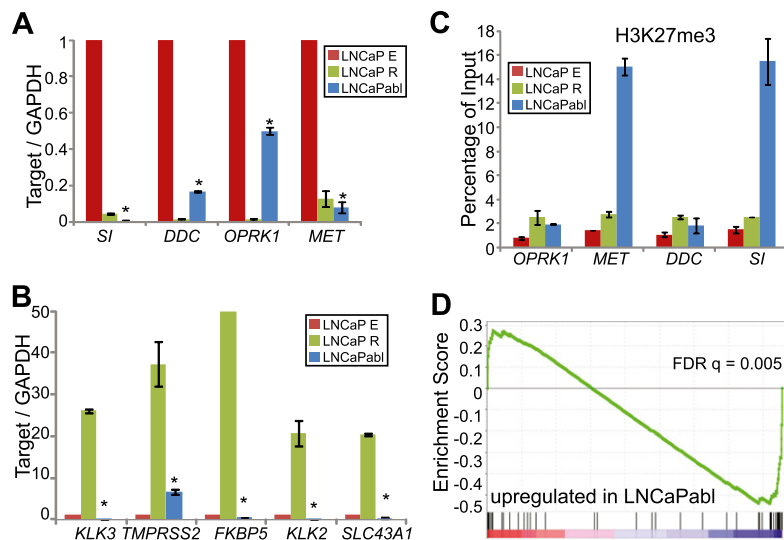 A
Target / GAPDH
1
0.8
0.6
0.4
0.2
0
LNCaP E
LNCaP R
LNCaPabl
*
*
*
*
SI DDC OPRK1 MET
B
Target / GAPDH
50
40
30
20
10
0
LNCaP E
LNCaP R
LNCaPabl
*
*
*
*
*
KLK3 TMPRSS2 FKBP5 KLK2 SLC43A1
C
H3K27me3
Percentage of Input
18
16
14
12
10
8
6
4
2
0
LNCaP E
LNCaP R
LNCaPabl
OPRK1 MET DDC SI
D
Enrichment Score
0.3
0.2
0.1
0
-0.1
-0.2
-0.3
-0.4
-0.5
FDR q = 0.005
upregulated in LNCaPabl